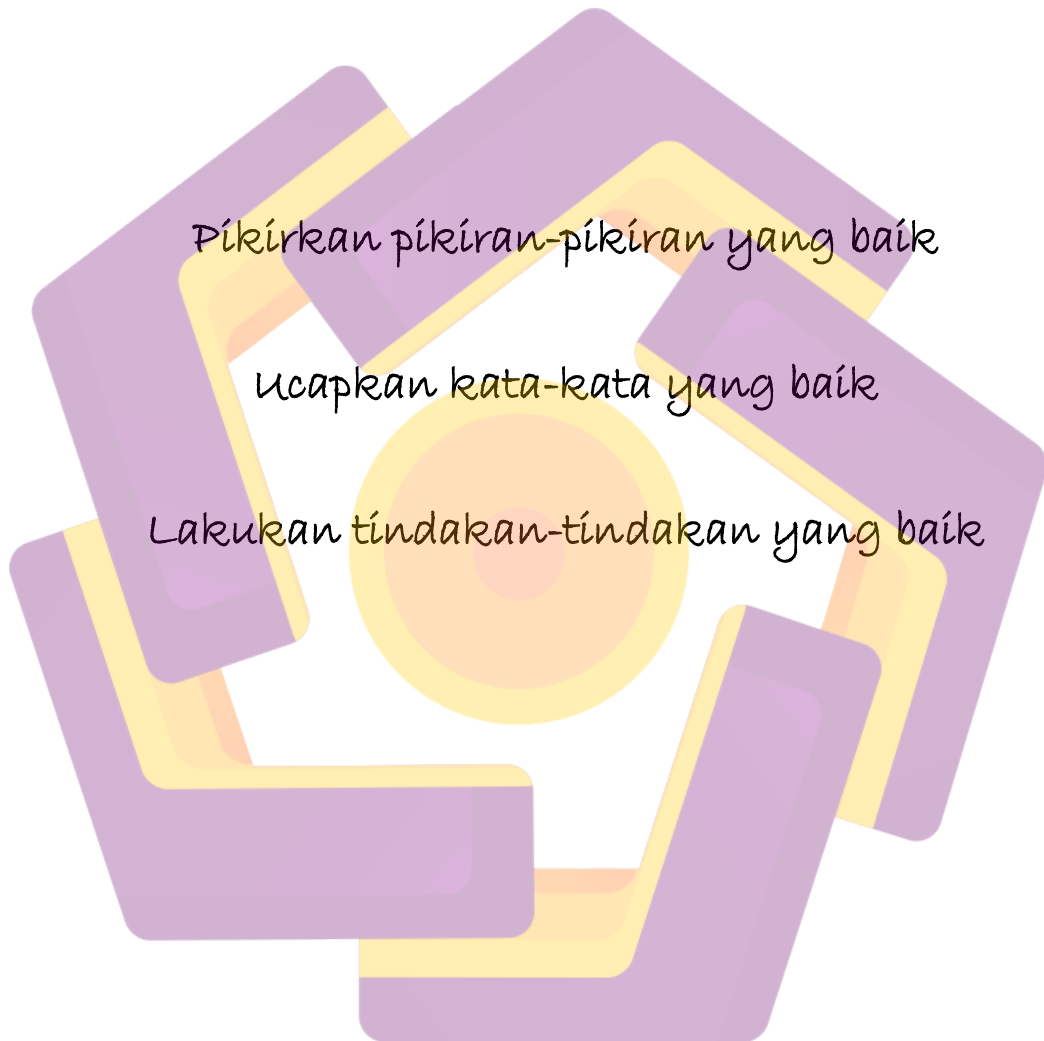 Pikirkan pikiran-pikiran yang baik
Ucapkan kata-kata yang baik
Lakukan tindakan-tindakan yang baik